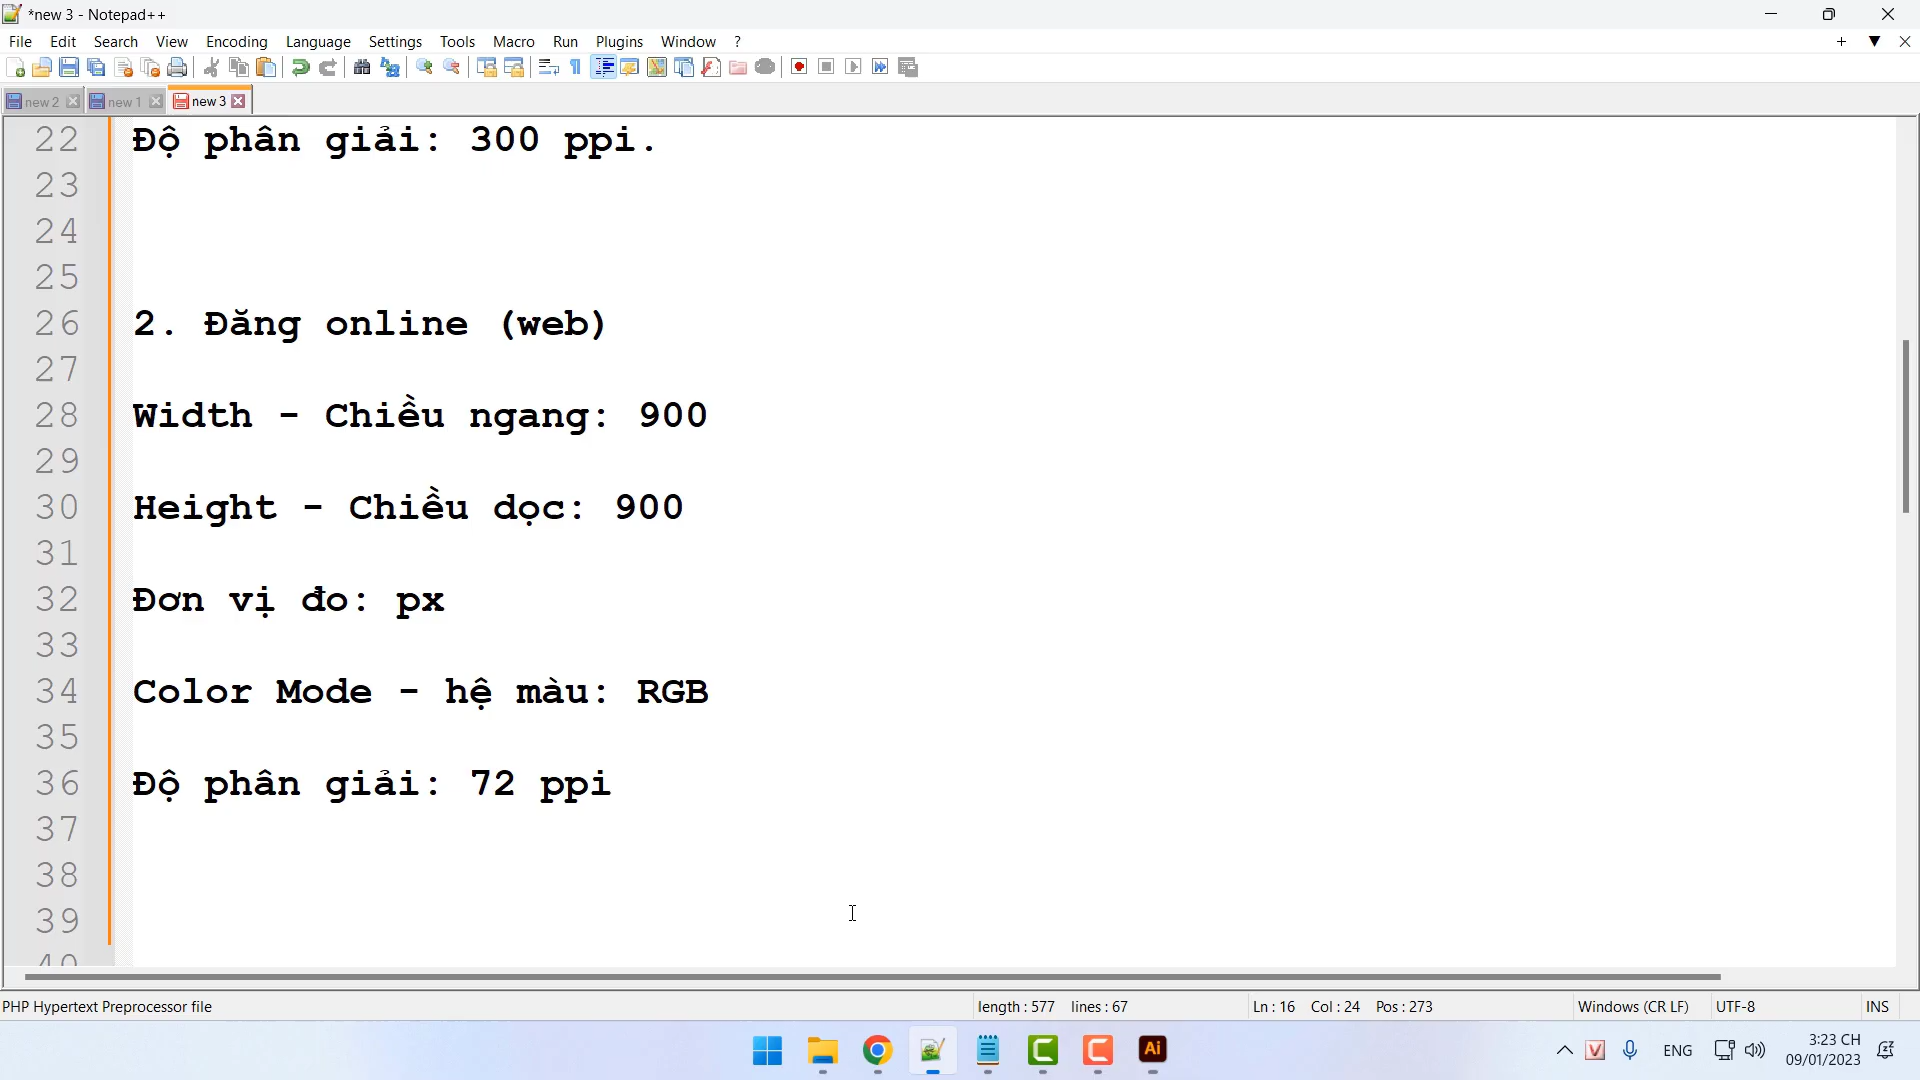 *new 3 - Notepad++
File Edit Search View Encoding Language Settings Tools Macro Run Plugins Window ?
new 2 new 1 new 3
22 Độ phân giải: 300 ppi.
23
24
25
26 2. Đăng online (web)
27
28 Width - Chiều ngang: 900
29
30 Height - Chiều dọc: 900
31
32 Đơn vị đo: px
33
34 Color Mode - hệ màu: RGB
35
36 Độ phân giải: 72 ppi
37
38
39
40
PHP Hypertext Preprocessor file length : 577 lines : 67 Ln : 16 Col : 24 Pos : 273 Windows (CR LF) UTF-8 INS
Ai V ENG 3:23 CH
09/01/2023